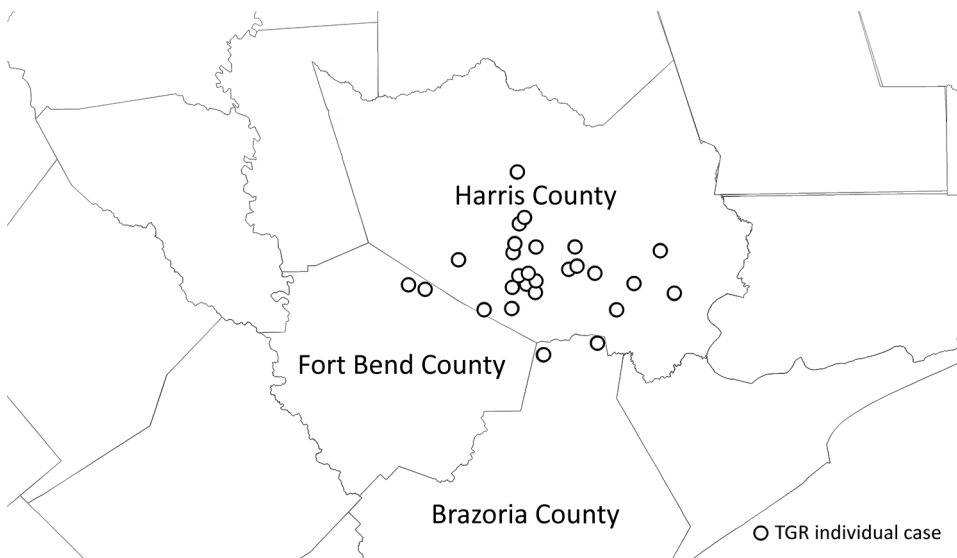 Harris County
Fort Bend County
Brazoria County
TGR individual case